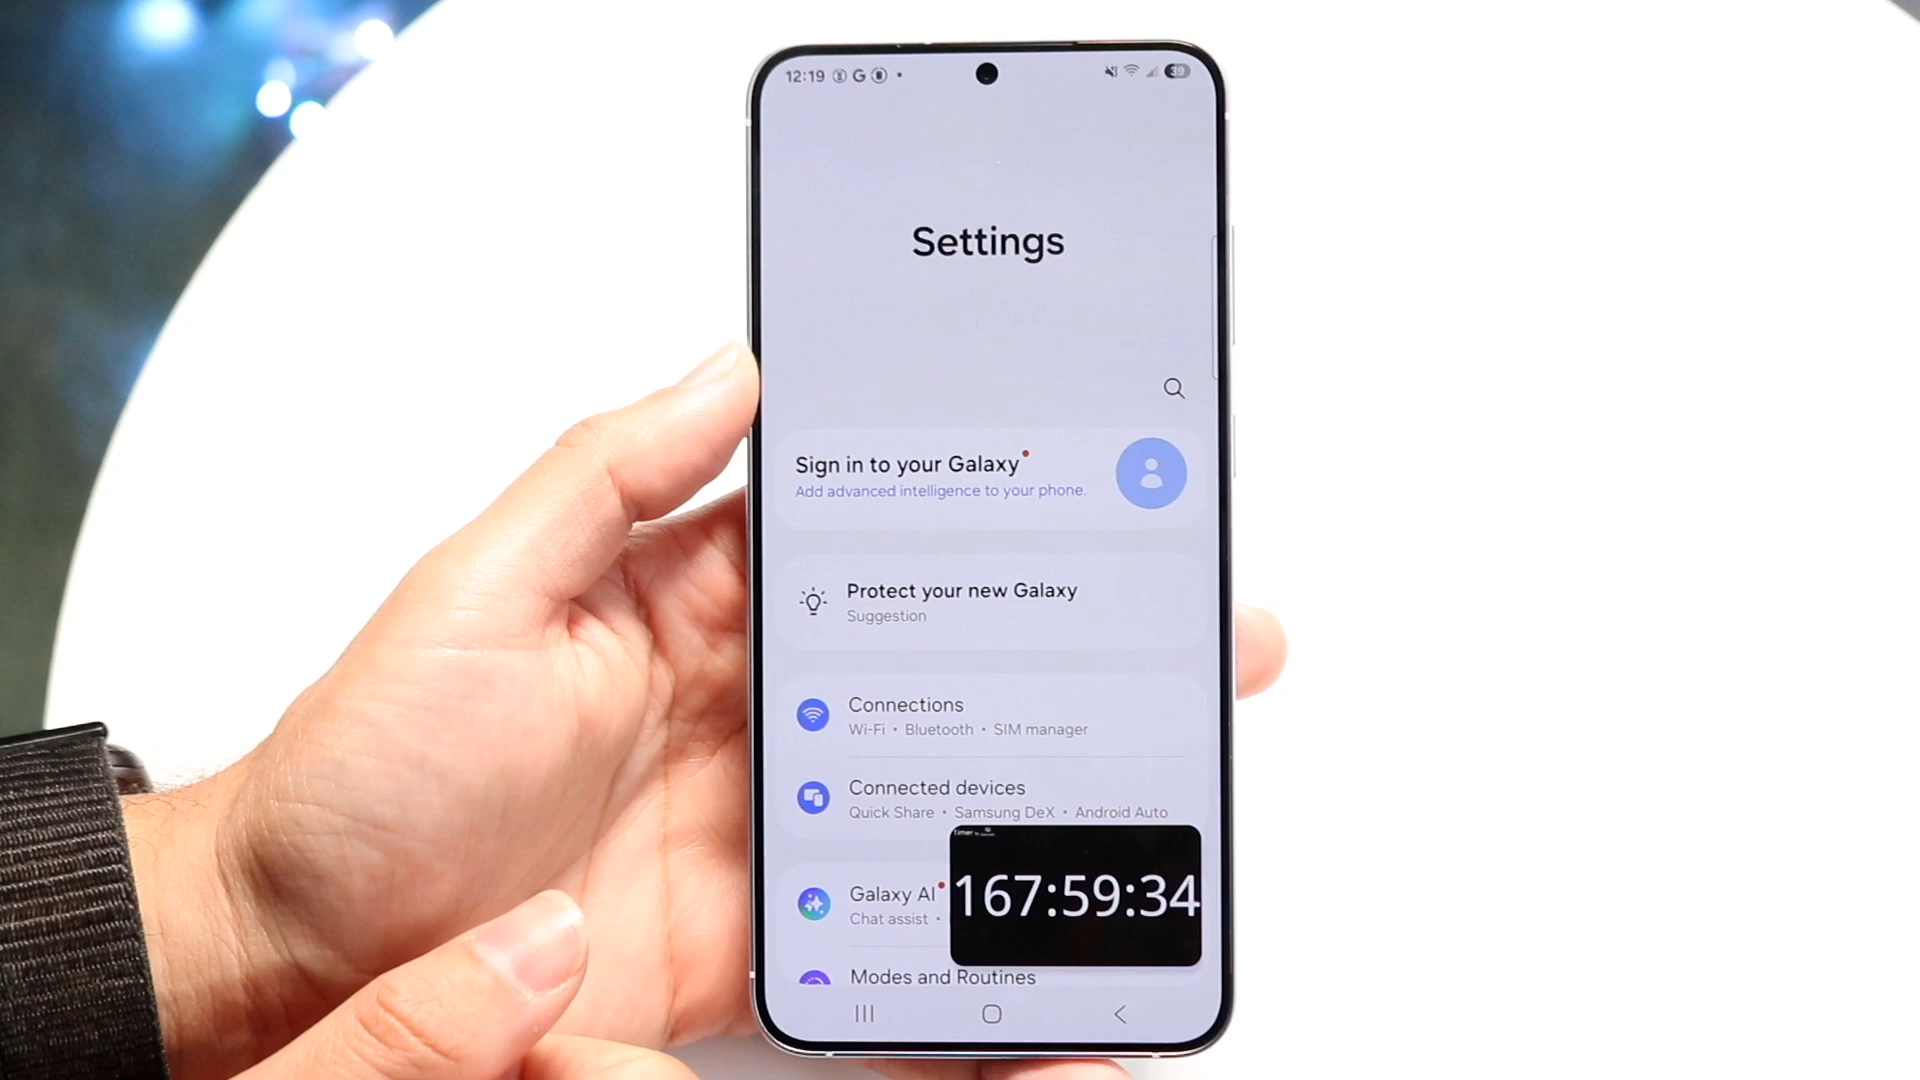 12:19 G
39
Settings
Sign in to your Galaxy
Add advanced intelligence to your phone.
Protect your new Galaxy
Suggestion
Connections
Wi-Fi • Bluetooth • SIM manager
Connected devices
Quick Share • Samsung DeX • Android Auto
Timer
167:59:34
Galaxy AI
Chat assist •
Modes and Routines